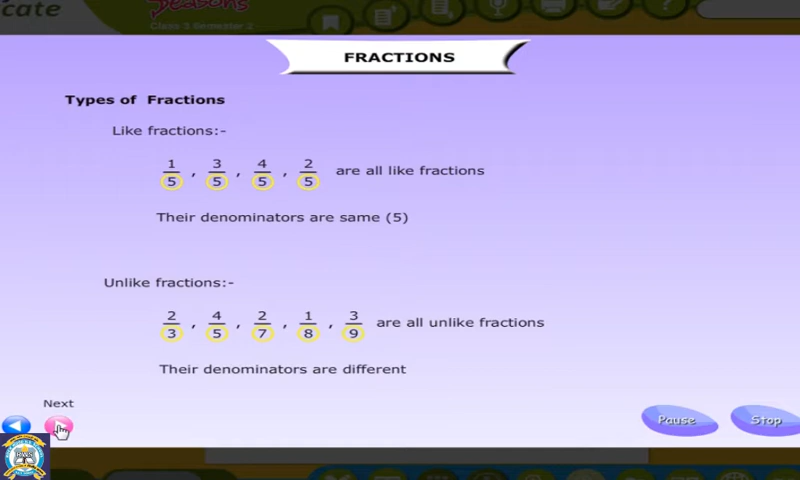 cate
Seasons
Class 3 Semester 2
FRACTIONS
Types of Fractions
Like fractions:-
1/5 , 3/5 , 4/5 , 2/5 are all like fractions
Their denominators are same (5)
Unlike fractions:-
2/3 , 4/5 , 2/7 , 1/8 , 3/9 are all unlike fractions
Their denominators are different
Next
Pause Stop